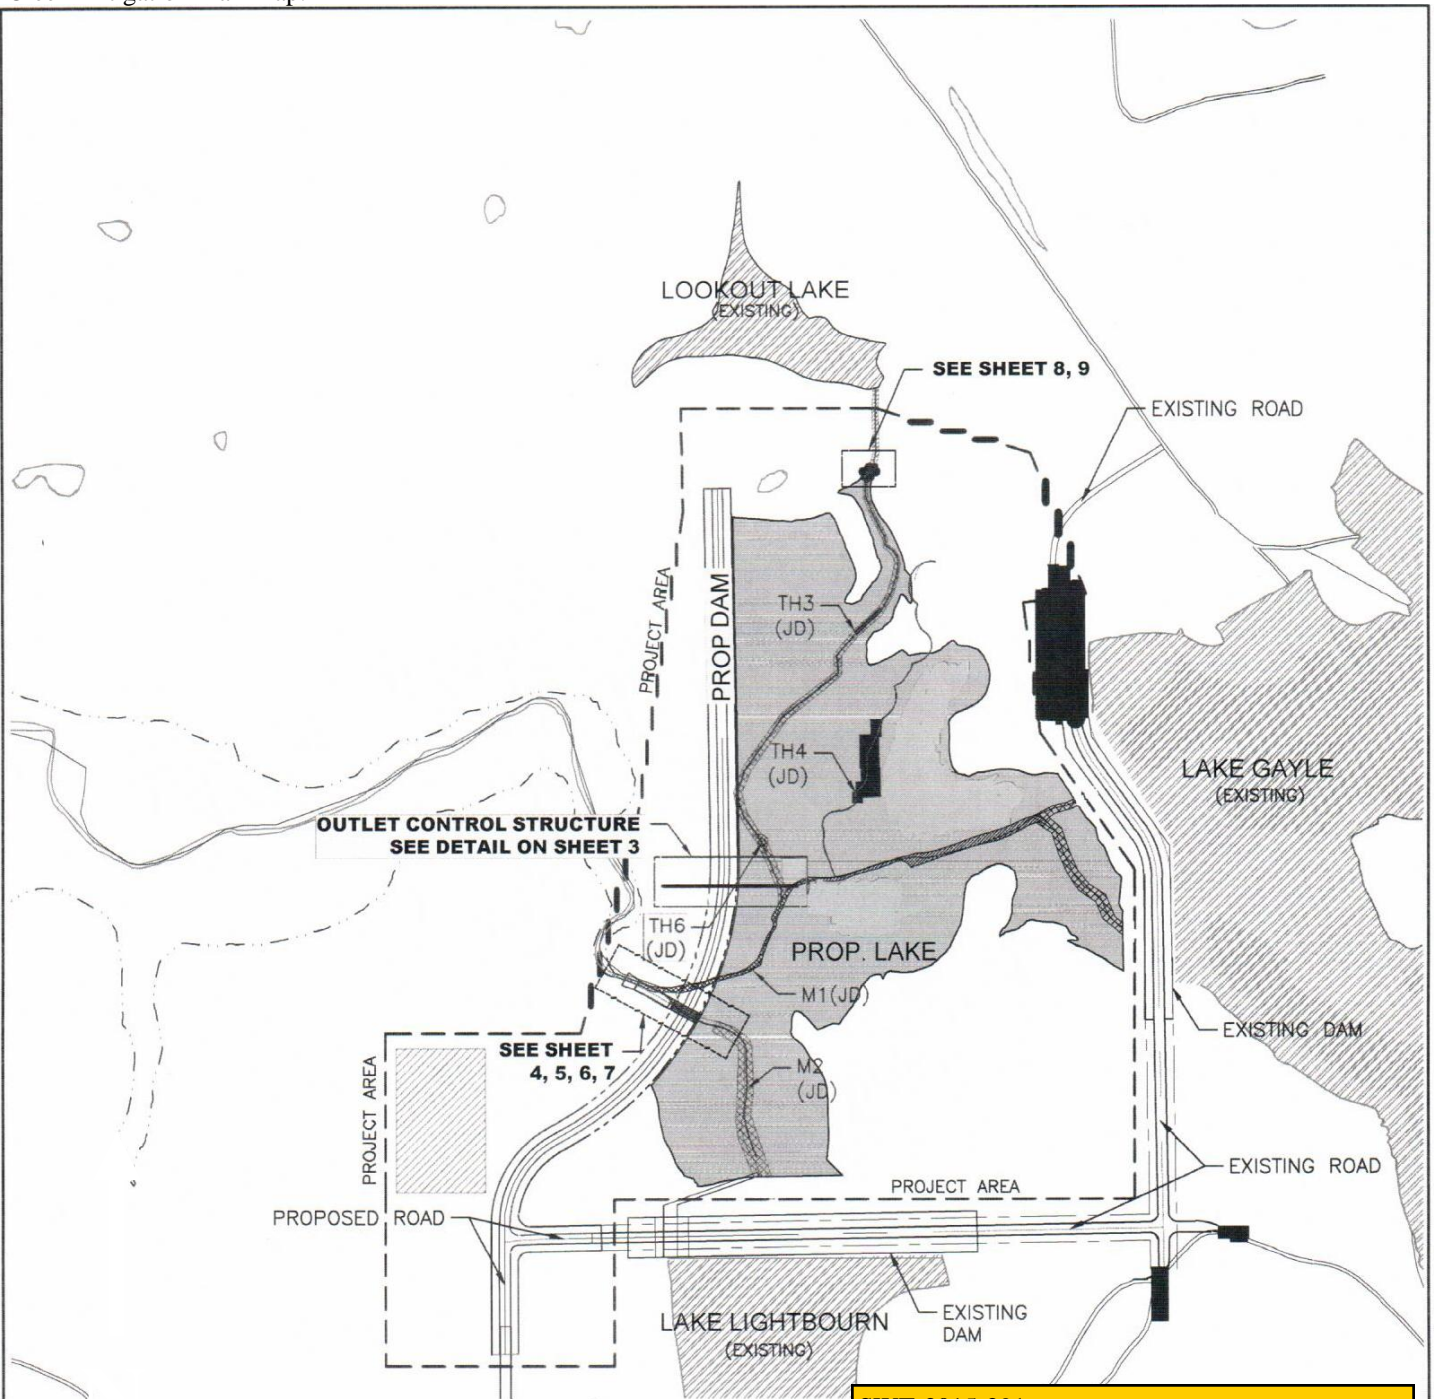 LOOKOUT LAKE
(EXISTING)
SEE SHEET 8, 9
EXISTING ROAD
PROJECT AREA
PROP DAM
TH3
(JD)
TH4
(JD)
LAKE GAYLE
(EXISTING)
OUTLET CONTROL STRUCTURE
SEE DETAIL ON SHEET 3
TH6
(JD)
PROP. LAKE
M1(JD)
EXISTING DAM
SEE SHEET
4, 5, 6, 7
M2
(JD)
PROJECT AREA
EXISTING ROAD
PROJECT AREA
PROPOSED ROAD
EXISTING
DAM
LAKE LIGHTBOURN
(EXISTING)